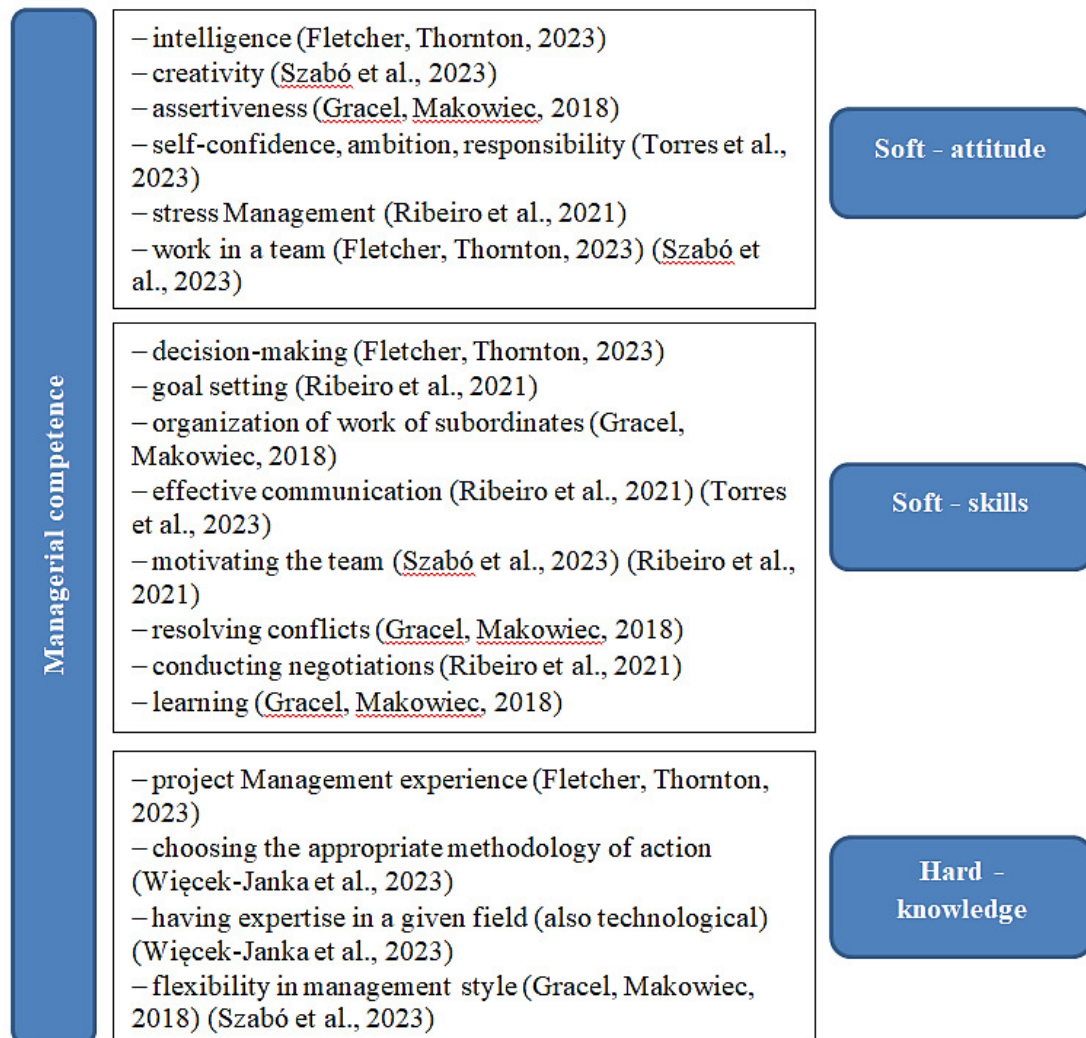 Managerial competence
– intelligence (Fletcher, Thornton, 2023)
– creativity (Szabó et al., 2023)
– assertiveness (Gracel, Makowiec, 2018)
– self-confidence, ambition, responsibility (Torres et al.,
2023)
– stress Management (Ribeiro et al., 2021)
– work in a team (Fletcher, Thornton, 2023) (Szabó et
al., 2023)
Soft - attitude
– decision-making (Fletcher, Thornton, 2023)
– goal setting (Ribeiro et al., 2021)
– organization of work of subordinates (Gracel,
Makowiec, 2018)
– effective communication (Ribeiro et al., 2021) (Torres
et al., 2023)
– motivating the team (Szabó et al., 2023) (Ribeiro et al.,
2021)
– resolving conflicts (Gracel, Makowiec, 2018)
– conducting negotiations (Ribeiro et al., 2021)
– learning (Gracel, Makowiec, 2018)
Soft - skills
– project Management experience (Fletcher, Thornton,
2023)
– choosing the appropriate methodology of action
(Więcek-Janka et al., 2023)
– having expertise in a given field (also technological)
(Więcek-Janka et al., 2023)
– flexibility in management style (Gracel, Makowiec,
2018) (Szabó et al., 2023)
Hard -
knowledge